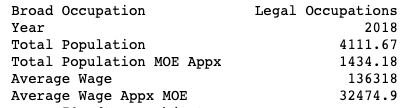 Broad Occupation Legal Occupations
Year 2018
Total Population 4111.67
Total Population MOE Appx 1434.18
Average Wage 136318
Average Wage Appx MOE 32474.9